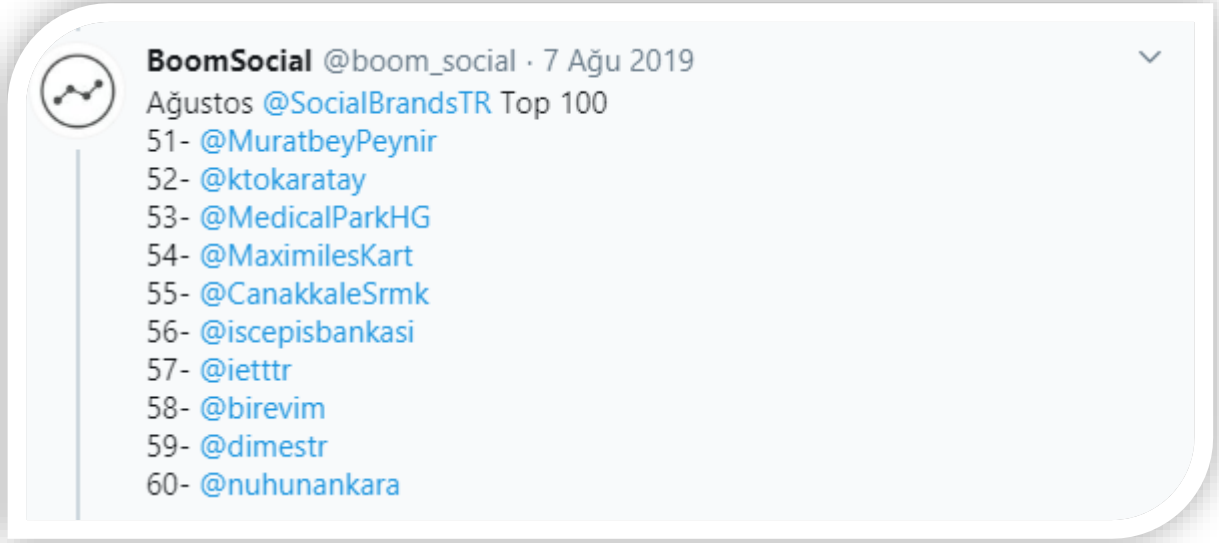 BoomSocial @boom_social · 7 Ağu 2019
Ağustos @SocialBrandsTR Top 100
51- @MuratbeyPeynir
52- @ktokaratay
53- @MedicalParkHG
54- @MaximilesKart
55- @CanakkaleSrmk
56- @iscepisbankasi
57- @ietttr
58- @birevim
59- @dimestr
60- @nuhunankara